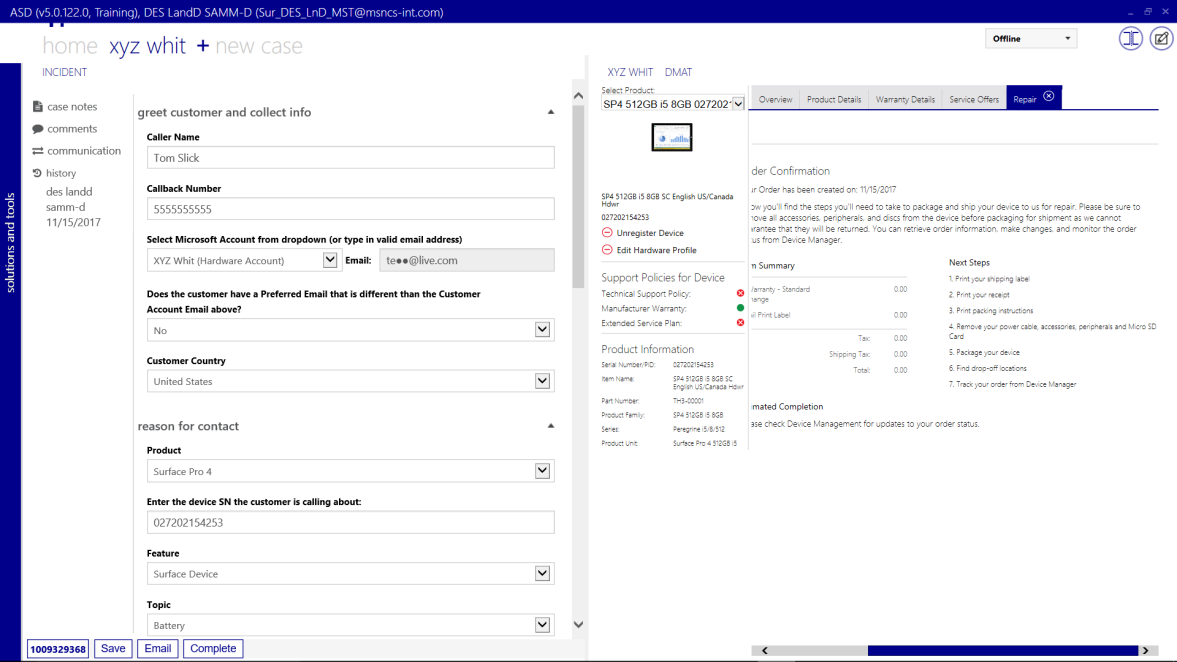 ASD (v5.0.122.0, Training), DES LandD SAMM-D (Sur_DES_LnD_MST@msncs-int.com)
home xyz whit + new case
Offline
solutions and tools
INCIDENT
case notes
comments
communication
history
des landd
samm-d
11/15/2017
greet customer and collect info
Caller Name
Tom Slick
Callback Number
5555555555
Select Microsoft Account from dropdown (or type in valid email address)
XYZ Whit (Hardware Account) Email: te●●@live.com
Does the customer have a Preferred Email that is different than the Customer
Account Email above?
No
Customer Country
United States
reason for contact
Product
Surface Pro 4
Enter the device SN the customer is calling about:
027202154253
Feature
Surface Device
Topic
Battery
1009329368 Save Email Complete
XYZ WHIT DMAT
Select Product:
SP4 512GB i5 8GB 027202
SP4 512GB i5 8GB SC English US/Canada
Hdwr
027202154253
Unregister Device
Edit Hardware Profile
Support Policies for Device
Technical Support Policy:
Manufacturer Warranty:
Extended Service Plan:
Product Information
Serial Number/PID: 027202154253
Item Name: SP4 512GB i5 8GB SC
English US/Canada Hdwr
Part Number: TH3-00001
Product Family: SP4 512GB i5 8GB
Series: Peregrine i5/8/512
Product Unit: Surface Pro 4 512GB i5
Overview Product Details Warranty Details Service Offers Repair
der Confirmation
ur Order has been created on: 11/15/2017
ow you'll find the steps you'll need to take to package and ship your device to us for repair. Please be sure to
ove all accessories, peripherals, and discs from the device before packaging for shipment as we cannot
arantee that they will be returned. You can retrieve order information, make changes, and monitor the order
us from Device Manager.
m Summary
Warranty - Standard 0.00
ange
il Print Label 0.00
Tax: 0.00
Shipping Tax: 0.00
Total: 0.00
Next Steps
1. Print your shipping label
2. Print your receipt
3. Print packing instructions
4. Remove your power cable, accessories, peripherals and Micro SD
Card
5. Package your device
6. Find drop-off locations
7. Track your order from Device Manager
imated Completion
ase check Device Management for updates to your order status.